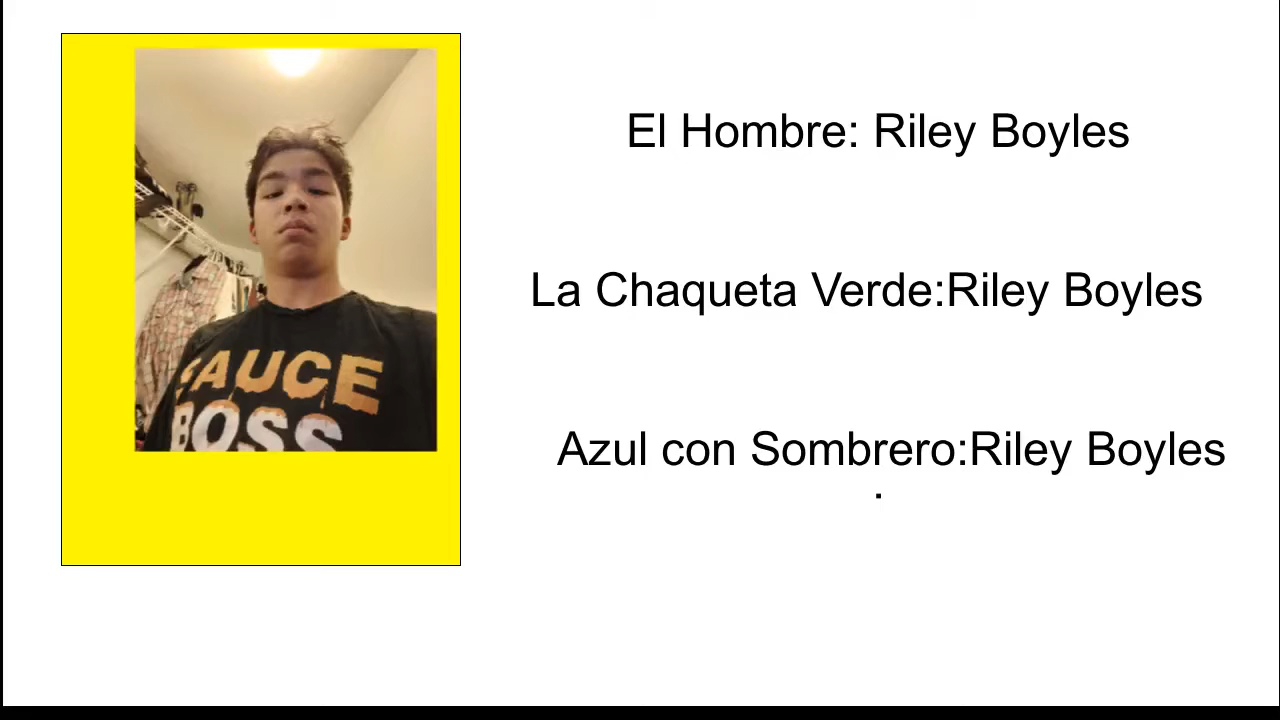 El Hombre: Riley Boyles
La Chaqueta Verde:Riley Boyles
Azul con Sombrero:Riley Boyles
.
SAUCE
BOSS